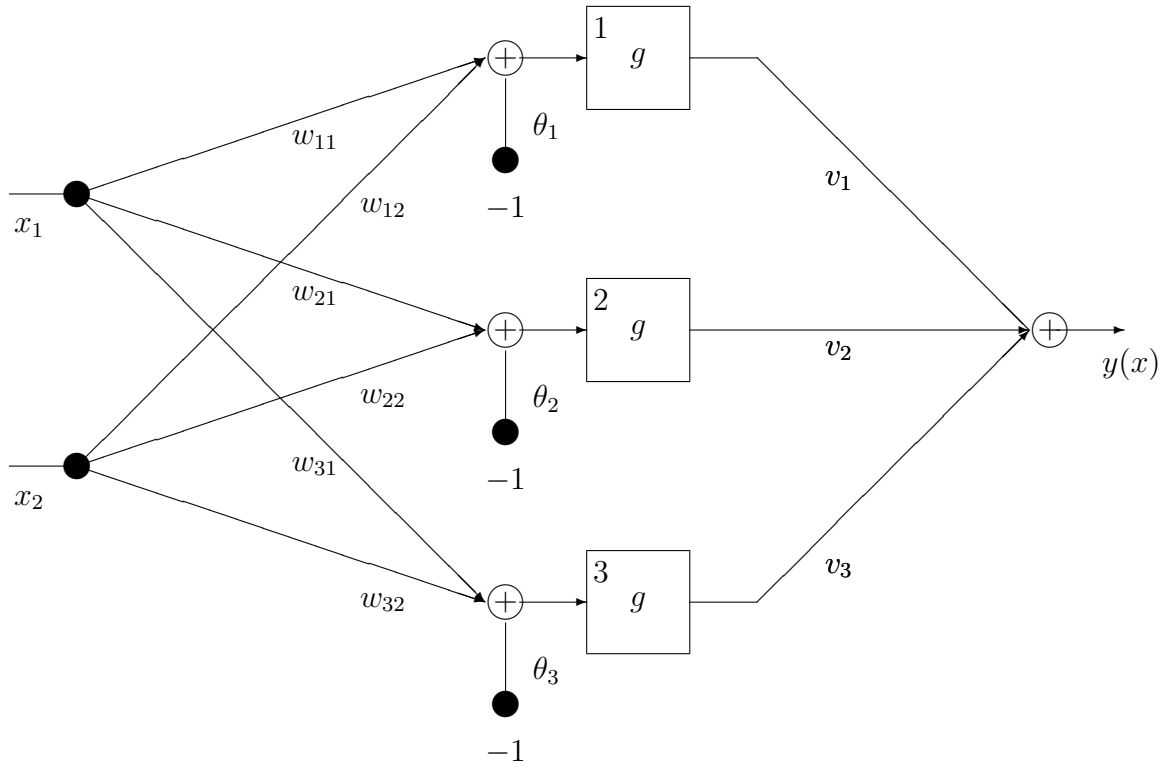 1
g
w₁₁
θ₁
x₁
w₁₂
−1
v₁
w₂₁
2
g
w₂₂
θ₂
v₂
y(x)
x₂
w₃₁
−1
3
g
w₃₂
v₃
θ₃
−1